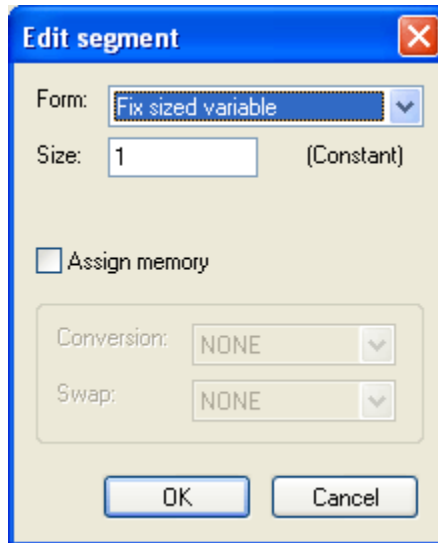 Edit segment
Form: Fix sized variable
Size: 1 (Constant)
Assign memory
Conversion: NONE
Swap: NONE
OK Cancel